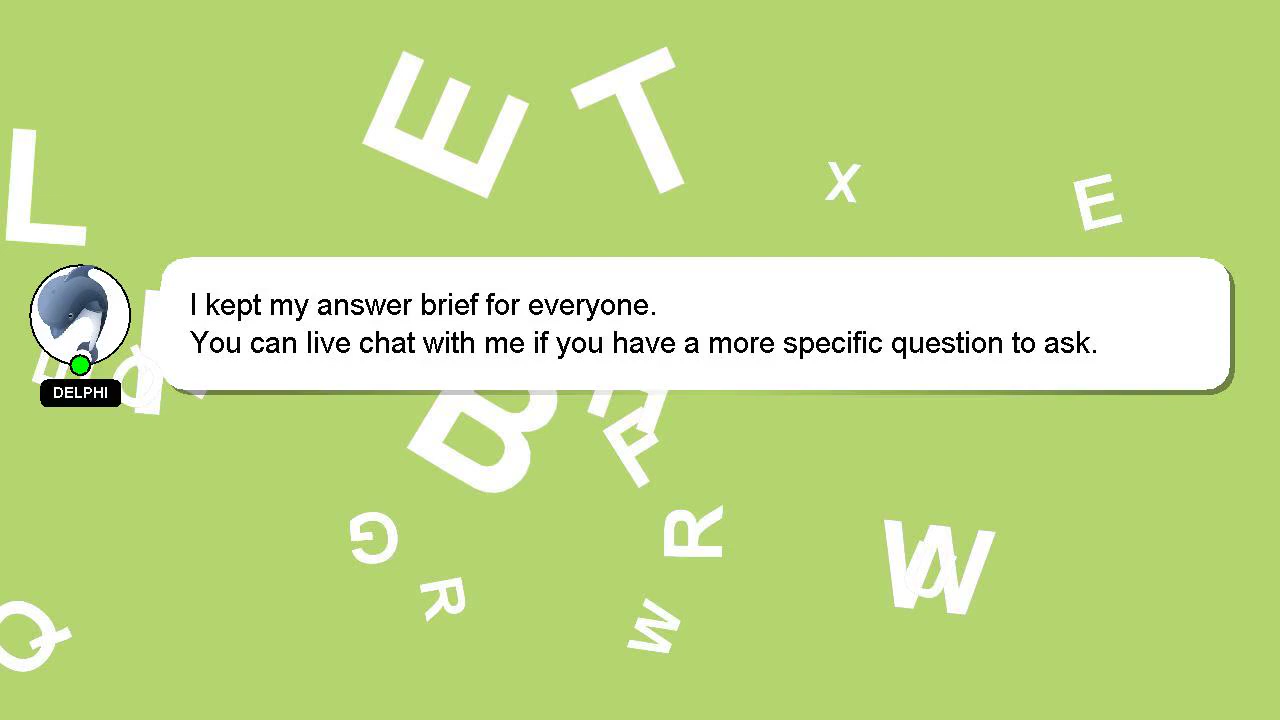 L
E
T
X
E
I kept my answer brief for everyone.
You can live chat with me if you have a more specific question to ask.
DELPHI
B
G
R
R
W
W
Q